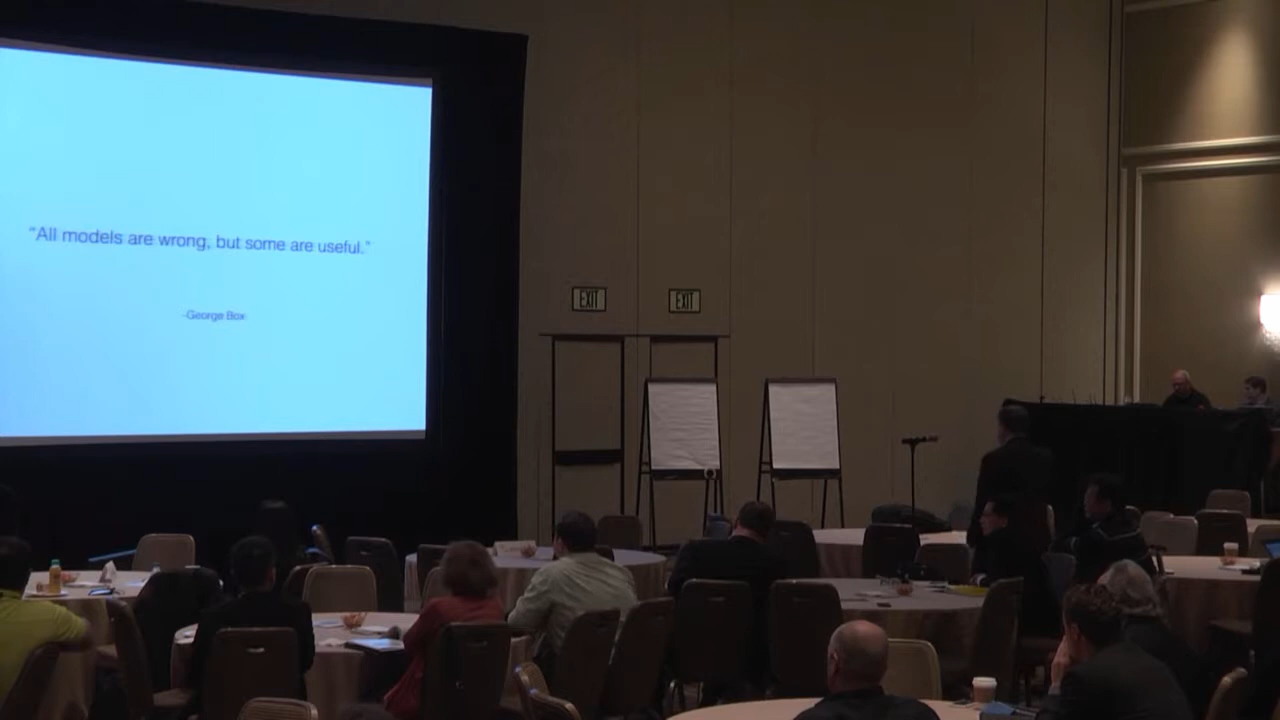 “All models are wrong, but some are useful.”
-George Box
EXIT
EXIT